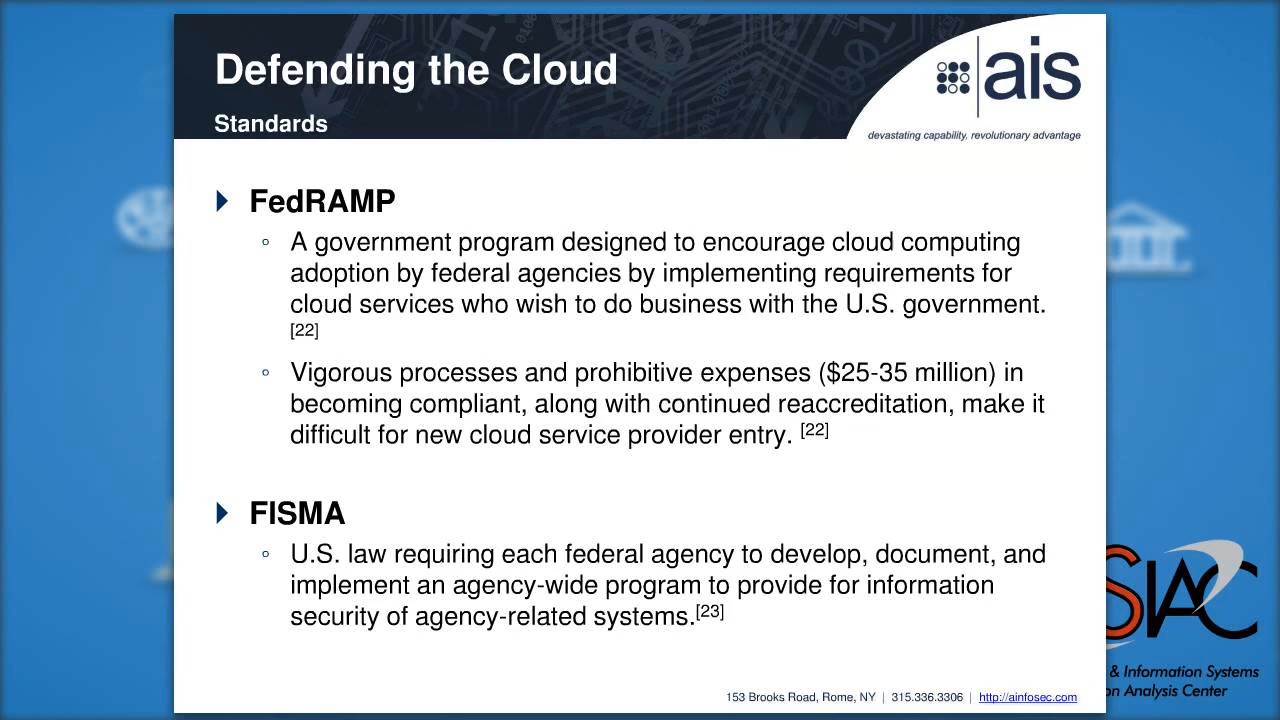 Defending the Cloud
Standards
ais
devastating capability, revolutionary advantage
FedRAMP
A government program designed to encourage cloud computing
adoption by federal agencies by implementing requirements for
cloud services who wish to do business with the U.S. government.
[22]
Vigorous processes and prohibitive expenses ($25-35 million) in
becoming compliant, along with continued reaccreditation, make it
difficult for new cloud service provider entry. [22]
FISMA
U.S. law requiring each federal agency to develop, document, and
implement an agency-wide program to provide for information
security of agency-related systems.[23]
153 Brooks Road, Rome, NY | 315.336.3306 | http://ainfosec.com
SIAC
& Information Systems
on Analysis Center